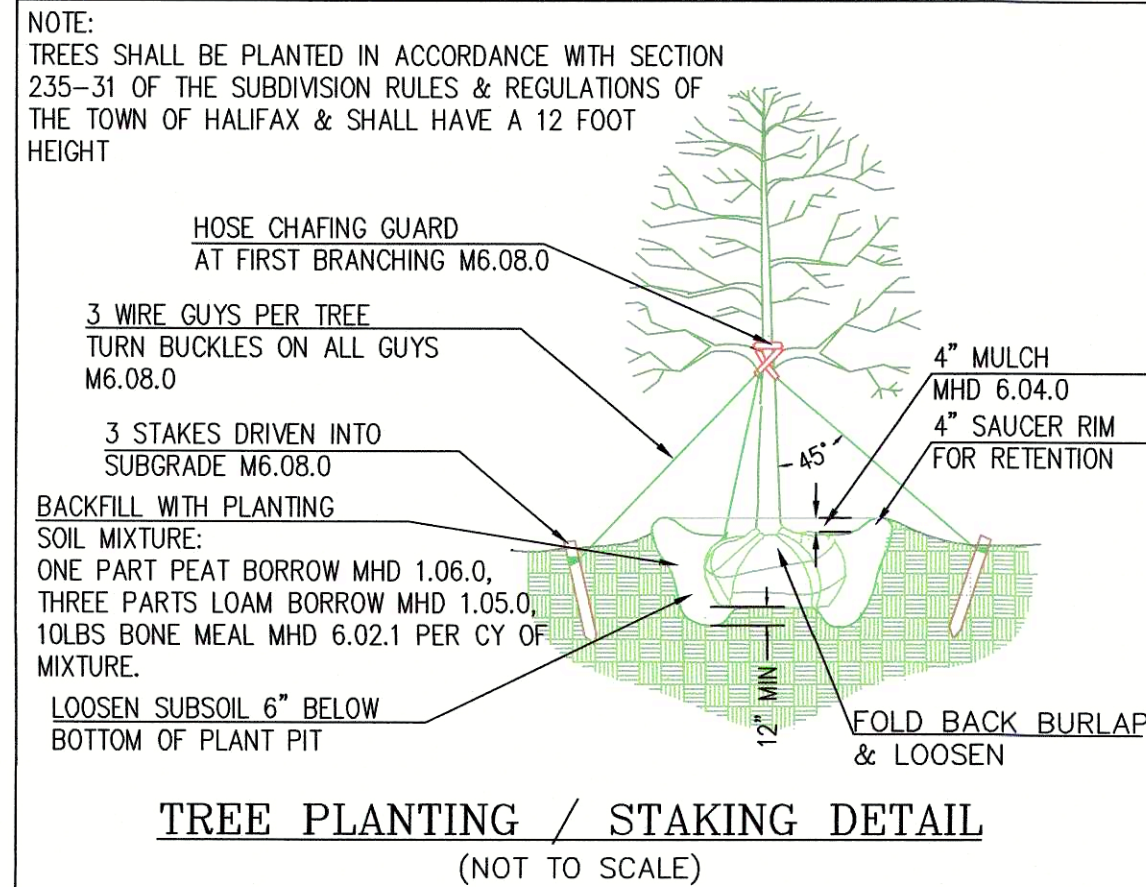 NOTE:
TREES SHALL BE PLANTED IN ACCORDANCE WITH SECTION
235-31 OF THE SUBDIVISION RULES & REGULATIONS OF
THE TOWN OF HALIFAX & SHALL HAVE A 12 FOOT
HEIGHT
HOSE CHAFING GUARD
AT FIRST BRANCHING M6.08.0
3 WIRE GUYS PER TREE
TURN BUCKLES ON ALL GUYS
M6.08.0
3 STAKES DRIVEN INTO
SUBGRADE M6.08.0
BACKFILL WITH PLANTING
SOIL MIXTURE:
ONE PART PEAT BORROW MHD 1.06.0,
THREE PARTS LOAM BORROW MHD 1.05.0,
10LBS BONE MEAL MHD 6.02.1 PER CY OF
MIXTURE.
LOOSEN SUBSOIL 6" BELOW
BOTTOM OF PLANT PIT
45°
4" MULCH
MHD 6.04.0
4" SAUCER RIM
FOR RETENTION
12" MIN
FOLD BACK BURLAP
& LOOSEN
TREE PLANTING / STAKING DETAIL
(NOT TO SCALE)